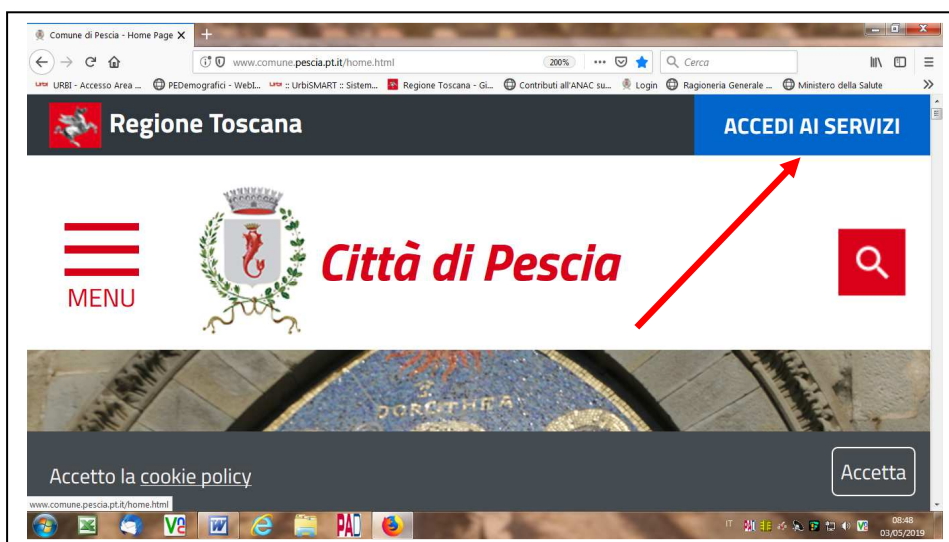 Comune di Pescia - Home Page
www.comune.pescia.pt.it/home.html
200%
Cerca
URBI - Accesso Area ...
PEDemografici - WebI...
:: UrbiSMART :: Sistem...
Regione Toscana - Gi...
Contributi all'ANAC su...
Login
Ragioneria Generale ...
Ministero della Salute
Regione Toscana
ACCEDI AI SERVIZI
MENU
Città di Pescia
DOROTHEA
Accetto la cookie policy
Accetta
www.comune.pescia.pt.it/home.html
PAD
IT
08:48
03/05/2019